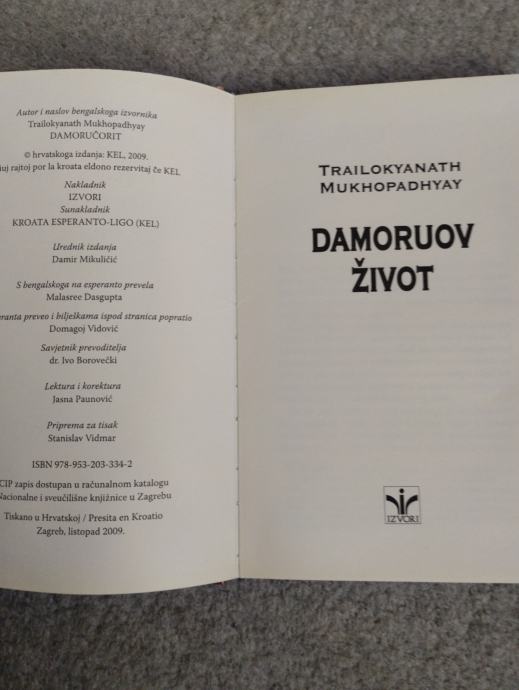 Autor i naslov bengalskoga izvornika
Trailokyanath Mukhopadhyay
DAMORUČORIT
© hrvatskoga izdanja: KEL, 2009.
rajtoj por la kroata eldono rezervitaj ĉe KEL
Nakladnik
IZVORI
Sunakladnik
KROATA ESPERANTO-LIGO (KEL)
Urednik izdanja
Damir Mikuličić
S bengalskoga na esperanto prevela
Malasree Dasgupta
preveo i bilješkama ispod stranica popratio
Domagoj Vidović
Savjetnik prevoditelja
dr. Ivo Borovečki
Lektura i korektura
Jasna Paunović
Priprema za tisak
Stanislav Vidmar
ISBN 978-953-203-334-2
CIP zapis dostupan u računalnom katalogu
Nacionalne i sveučilišne knjižnice u Zagrebu
Tiskano u Hrvatskoj / Presita en Kroatio
Zagreb, listopad 2009.
TRAILOKYANATH
MUKHOPADHYAY
DAMORUOV
ŽIVOT
IZVORI